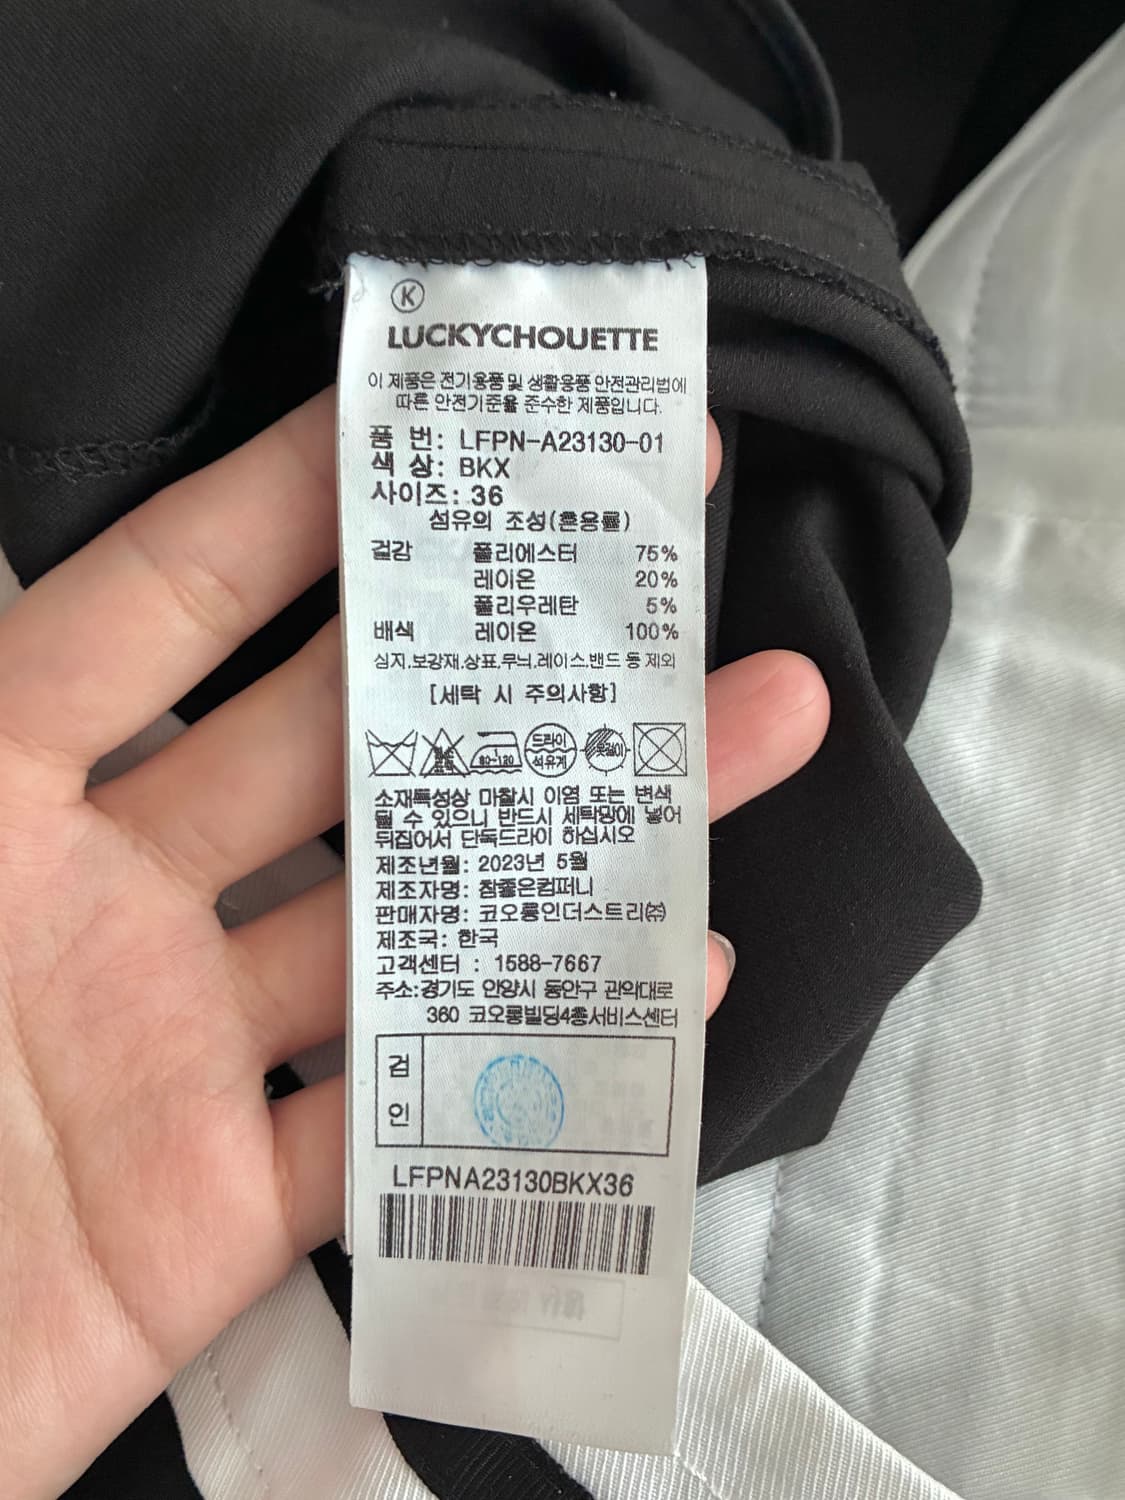 K
LUCKYCHOUETTE
이 제품은 전기용품 및 생활용품 안전관리법에
따른 안전기준을 준수한 제품입니다.
품 번: LFPN-A23130-01
색 상: BKX
사이즈: 36
섬유의 조성(혼용률)
겉감 폴리에스터 75%
레이온 20%
폴리우레탄 5%
배색 레이온 100%
심지,보강재,상표,무늬,레이스,밴드 등 제외
[세탁 시 주의사항]
80~120 드라이 석유계 옷걸이
소재특성상 마찰시 이염 또는 변색
될 수 있으니 반드시 세탁망에 넣어
뒤집어서 단독드라이 하십시오
제조년월: 2023년 5월
제조자명: 참좋은컴퍼니
판매자명: 코오롱인더스트리㈜
제조국: 한국
고객센터 : 1588-7667
주소:경기도 안양시 동안구 관악대로
360 코오롱빌딩4층서비스센터
검
인
LFPNA23130BKX36